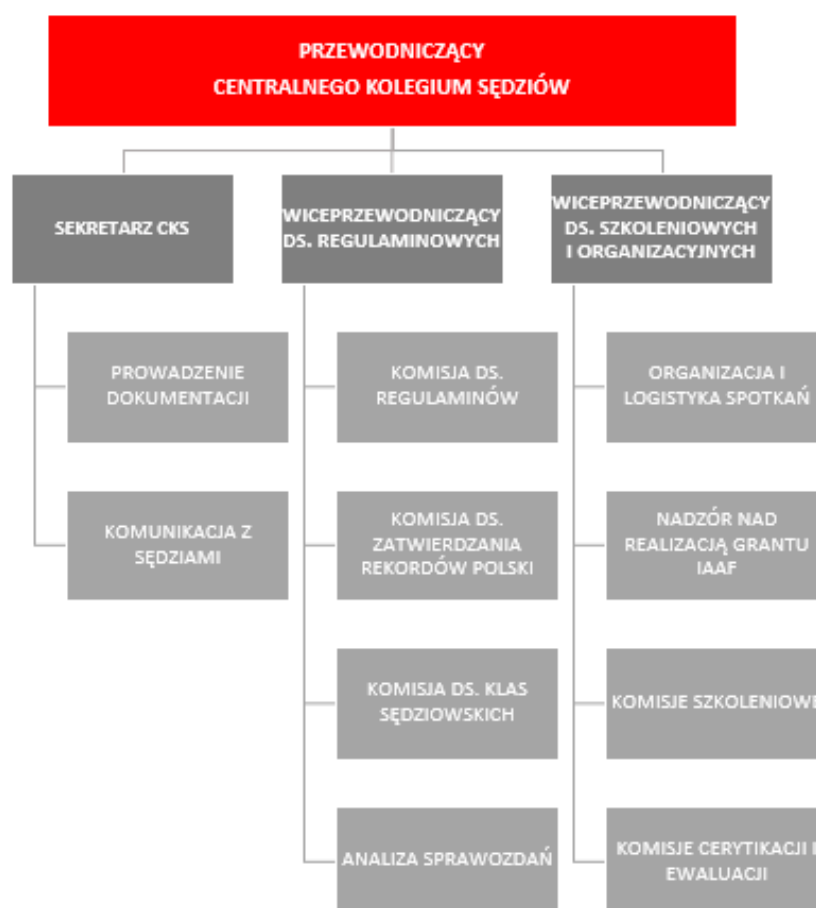 PRZEWODNICZĄCY
CENTRALNEGO KOLEGIUM SĘDZIÓW
SEKRETARZ CKS
WICEPRZEWODNICZĄCY
DS. REGULAMINOWYCH
WICEPRZEWODNICZĄCY
DS. SZKOLENIOWYCH
I ORGANIZACYJNYCH
PROWADZENIE
DOKUMENTACJI
KOMUNIKACJA Z
SĘDZIAMI
KOMISJA DS.
REGULAMINÓW
KOMISJA DS.
ZATWIERDZANIA
REKORDÓW POLSKI
KOMISJA DS. KLAS
SĘDZIOWSKICH
ANALIZA SPRAWOZDAŃ
ORGANIZACJA I
LOGISTYKA SPOTKAŃ
NADZÓR NAD
REALIZACJĄ GRANTU
IAAF
KOMISJE SZKOLENIOWE
KOMISJE CERYTIKACJI I
EWALUACJI